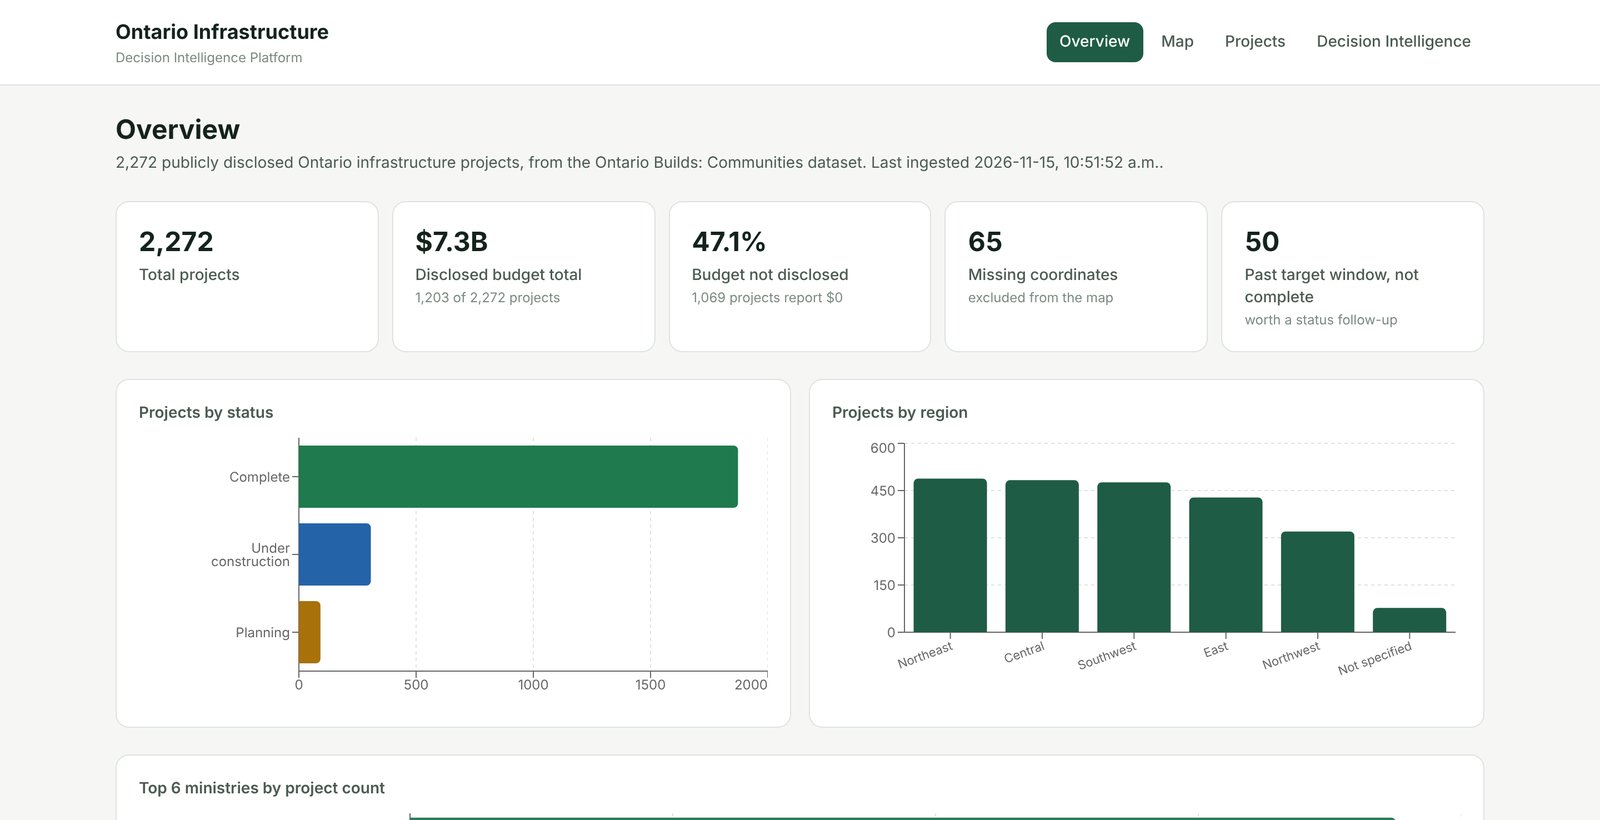 Ontario Infrastructure
Decision Intelligence Platform
Overview
Map
Projects
Decision Intelligence
Overview
2,272 publicly disclosed Ontario infrastructure projects, from the Ontario Builds: Communities dataset. Last ingested 2026-11-15, 10:51:52 a.m..
2,272
Total projects
$7.3B
Disclosed budget total
1,203 of 2,272 projects
47.1%
Budget not disclosed
1,069 projects report $0
65
Missing coordinates
excluded from the map
50
Past target window, not
complete
worth a status follow-up
Projects by status
Complete
Under
construction
Planning
0
500
1000
1500
2000
Projects by region
600
450
300
150
0
Northeast
Central
Southwest
East
Northwest
Not specified
Top 6 ministries by project count